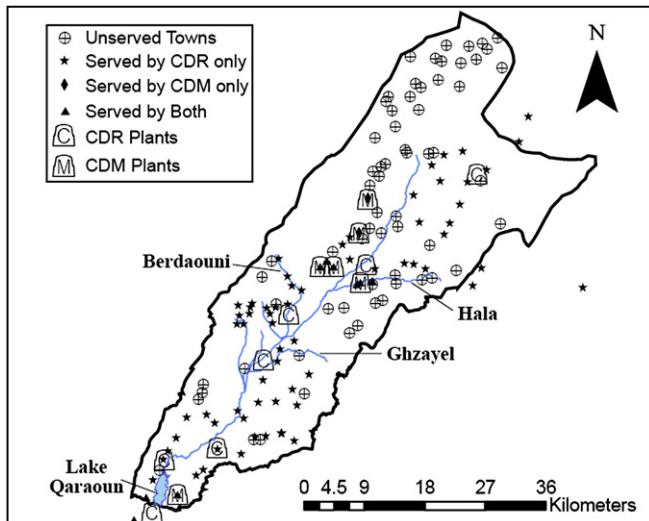 Unserved Towns
Served by CDR only
Served by CDM only
Served by Both
C CDR Plants
M CDM Plants
N
C
M
M
Berdaouni
M M
C
M M
Hala
C
Ghzayel
C
C
C
Lake
Qaraoun
M
C
0 4.5 9 18 27 36
Kilometers